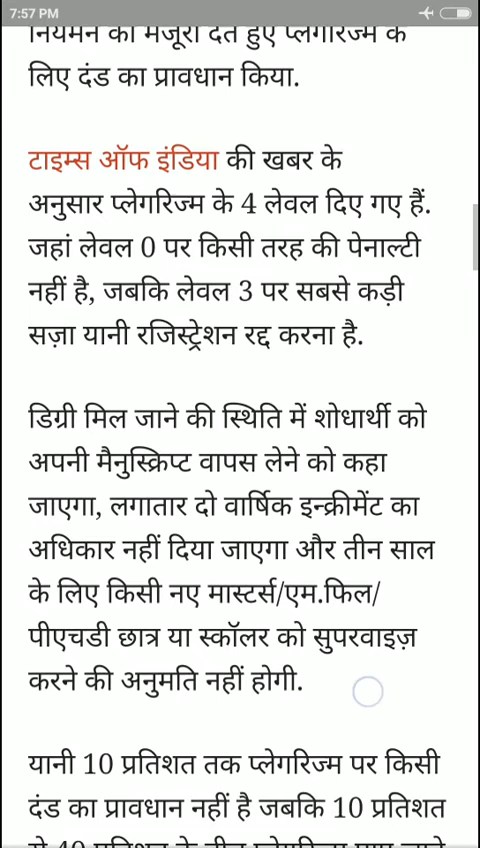 7:57 PM
नियमन को मंजूरी देते हुए प्लेगरिज्म के
लिए दंड का प्रावधान किया.
टाइम्स ऑफ इंडिया की खबर के
अनुसार प्लेगरिज्म के 4 लेवल दिए गए हैं.
जहां लेवल 0 पर किसी तरह की पेनाल्टी
नहीं है, जबकि लेवल 3 पर सबसे कड़ी
सज़ा यानी रजिस्ट्रेशन रद्द करना है.
डिग्री मिल जाने की स्थिति में शोधार्थी को
अपनी मैनुस्क्रिप्ट वापस लेने को कहा
जाएगा, लगातार दो वार्षिक इन्क्रीमेंट का
अधिकार नहीं दिया जाएगा और तीन साल
के लिए किसी नए मास्टर्स/एम.फिल/
पीएचडी छात्र या स्कॉलर को सुपरवाइज़
करने की अनुमति नहीं होगी.
यानी 10 प्रतिशत तक प्लेगरिज्म पर किसी
दंड का प्रावधान नहीं है जबकि 10 प्रतिशत